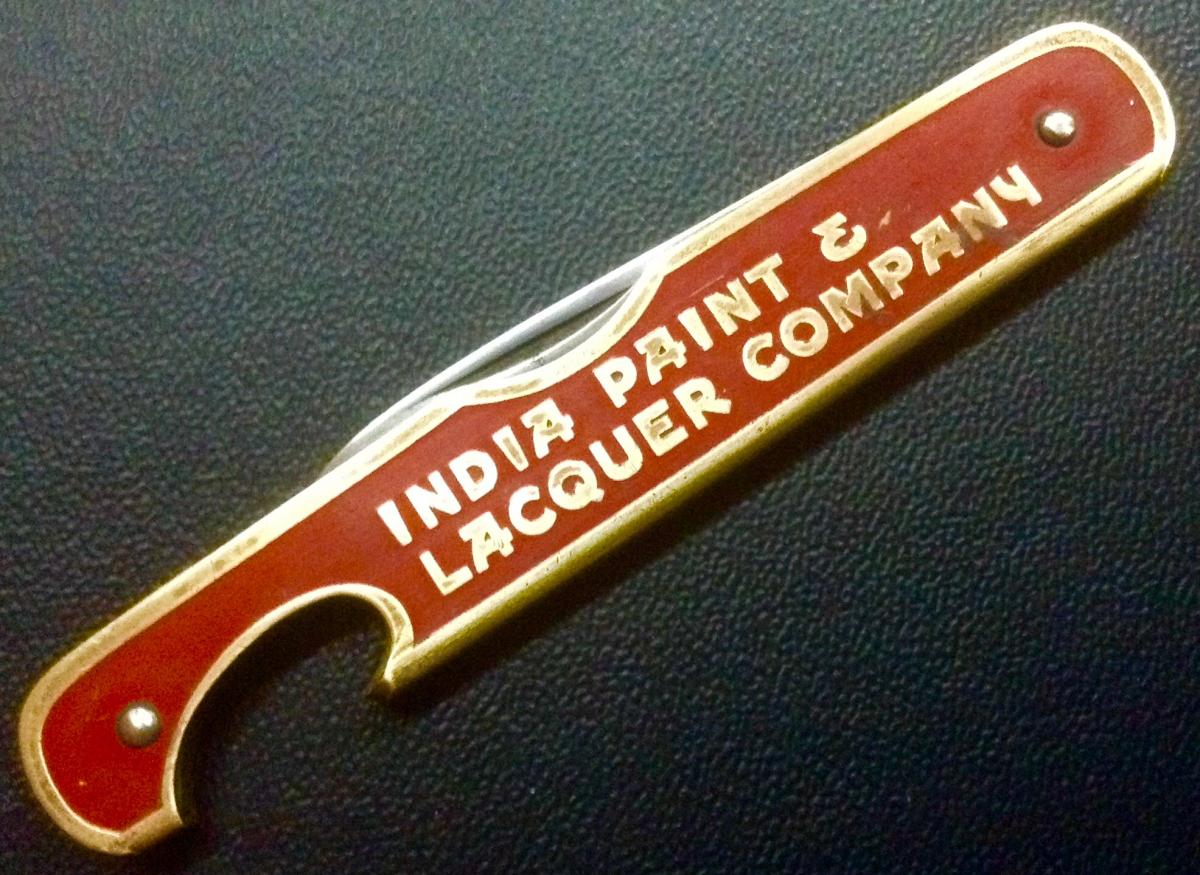 INDIA PAINT &
LACQUER COMPANY